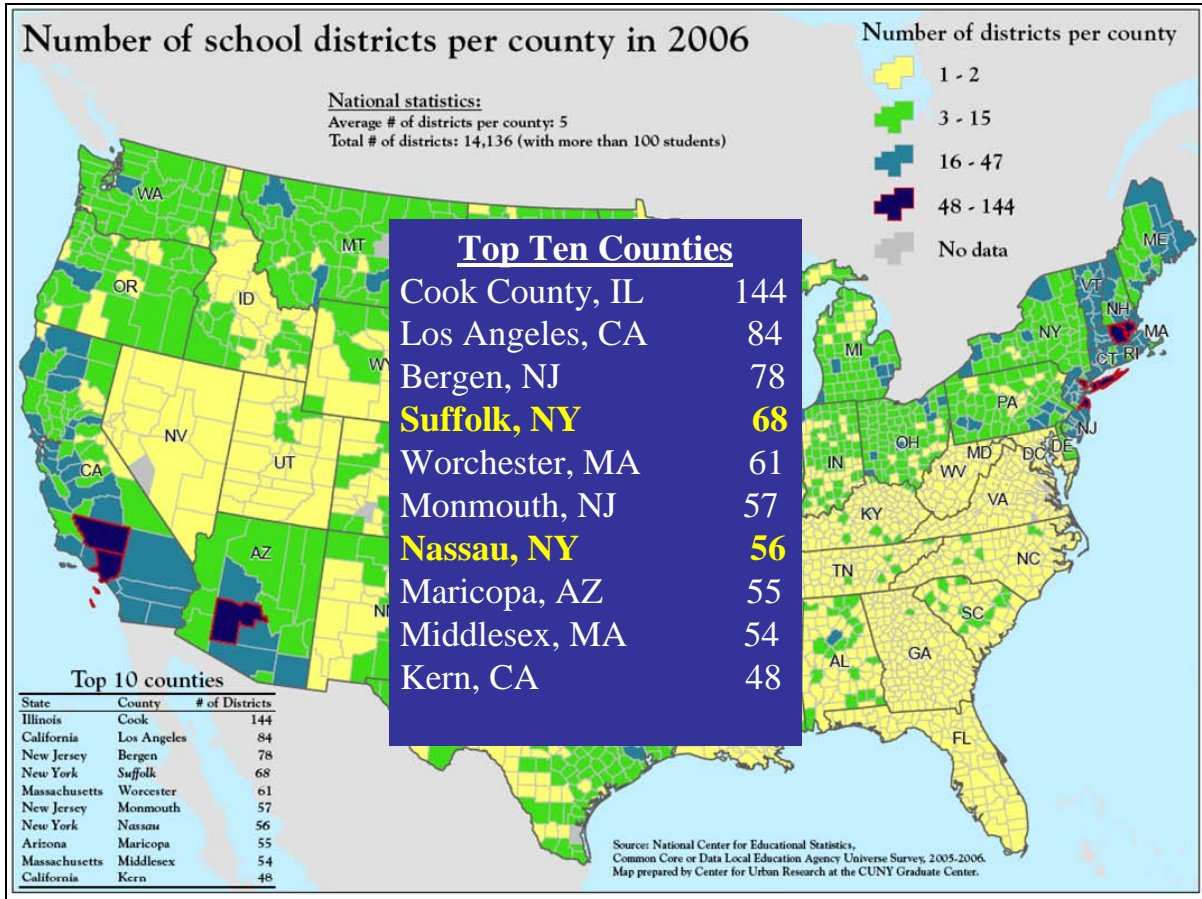 Number of school districts per county in 2006
National statistics:
Average # of districts per county: 5
Total # of districts: 14,136 (with more than 100 students)
Number of districts per county
1 - 2
3 - 15
16 - 47
48 - 144
No data
Top Ten Counties
Cook County, IL 144
Los Angeles, CA 84
Bergen, NJ 78
Suffolk, NY 68
Worchester, MA 61
Monmouth, NJ 57
Nassau, NY 56
Maricopa, AZ 55
Middlesex, MA 54
Kern, CA 48
WA
MT
OR
ID
WY
NV
UT
CA
AZ
MI
IN
OH
PA
NY
VT
NH
ME
MA
CT
RI
NJ
MD
DC
DE
WV
VA
KY
TN
NC
SC
AL
GA
FL
Top 10 counties
State County # of Districts
Illinois Cook 144
California Los Angeles 84
New Jersey Bergen 78
New York Suffolk 68
Massachusetts Worcester 61
New Jersey Monmouth 57
New York Nassau 56
Arizona Maricopa 55
Massachusetts Middlesex 54
California Kern 48
Source: National Center for Educational Statistics,
Common Core or Data Local Education Agency Universe Survey, 2005-2006.
Map prepared by Center for Urban Research at the CUNY Graduate Center.